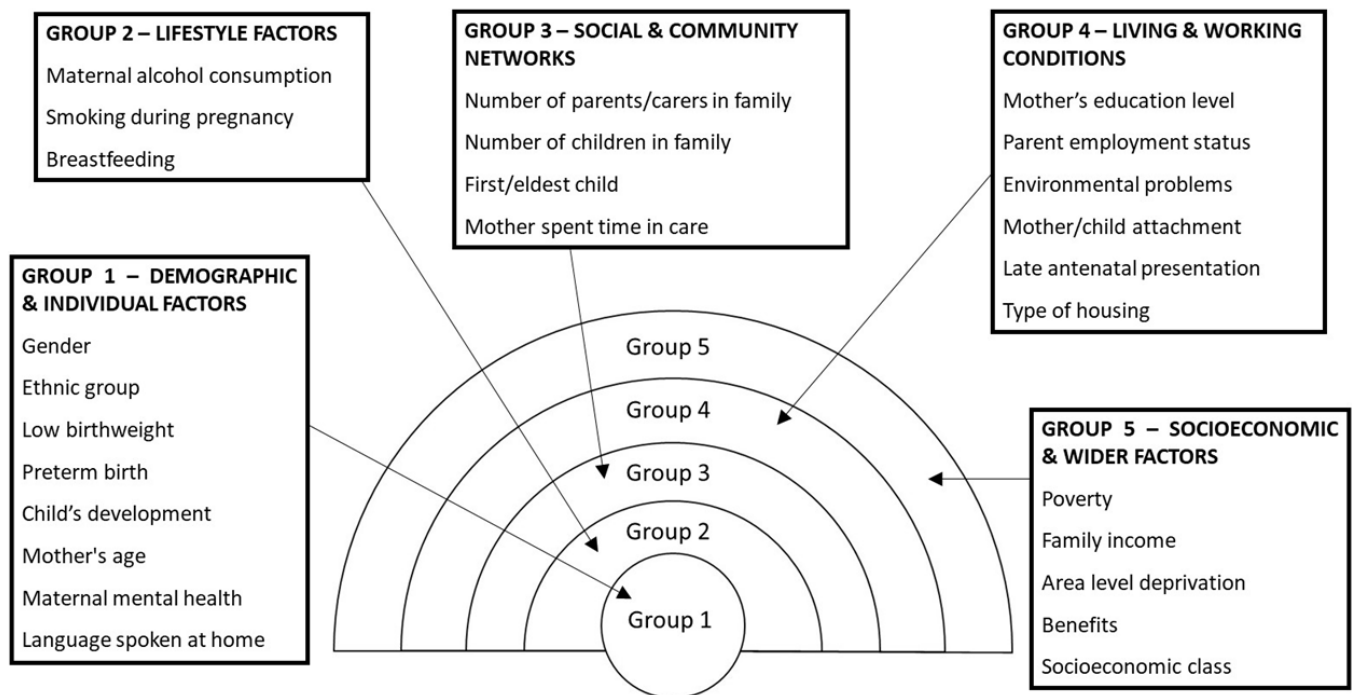 GROUP 2 – LIFESTYLE FACTORS
Maternal alcohol consumption
Smoking during pregnancy
Breastfeeding
GROUP 3 – SOCIAL & COMMUNITY
NETWORKS
Number of parents/carers in family
Number of children in family
First/eldest child
Mother spent time in care
GROUP 4 – LIVING & WORKING
CONDITIONS
Mother’s education level
Parent employment status
Environmental problems
Mother/child attachment
Late antenatal presentation
Type of housing
GROUP 1 – DEMOGRAPHIC
& INDIVIDUAL FACTORS
Gender
Ethnic group
Low birthweight
Preterm birth
Child’s development
Mother's age
Maternal mental health
Language spoken at home
Group 5
Group 4
Group 3
Group 2
Group 1
GROUP 5 – SOCIOECONOMIC
& WIDER FACTORS
Poverty
Family income
Area level deprivation
Benefits
Socioeconomic class